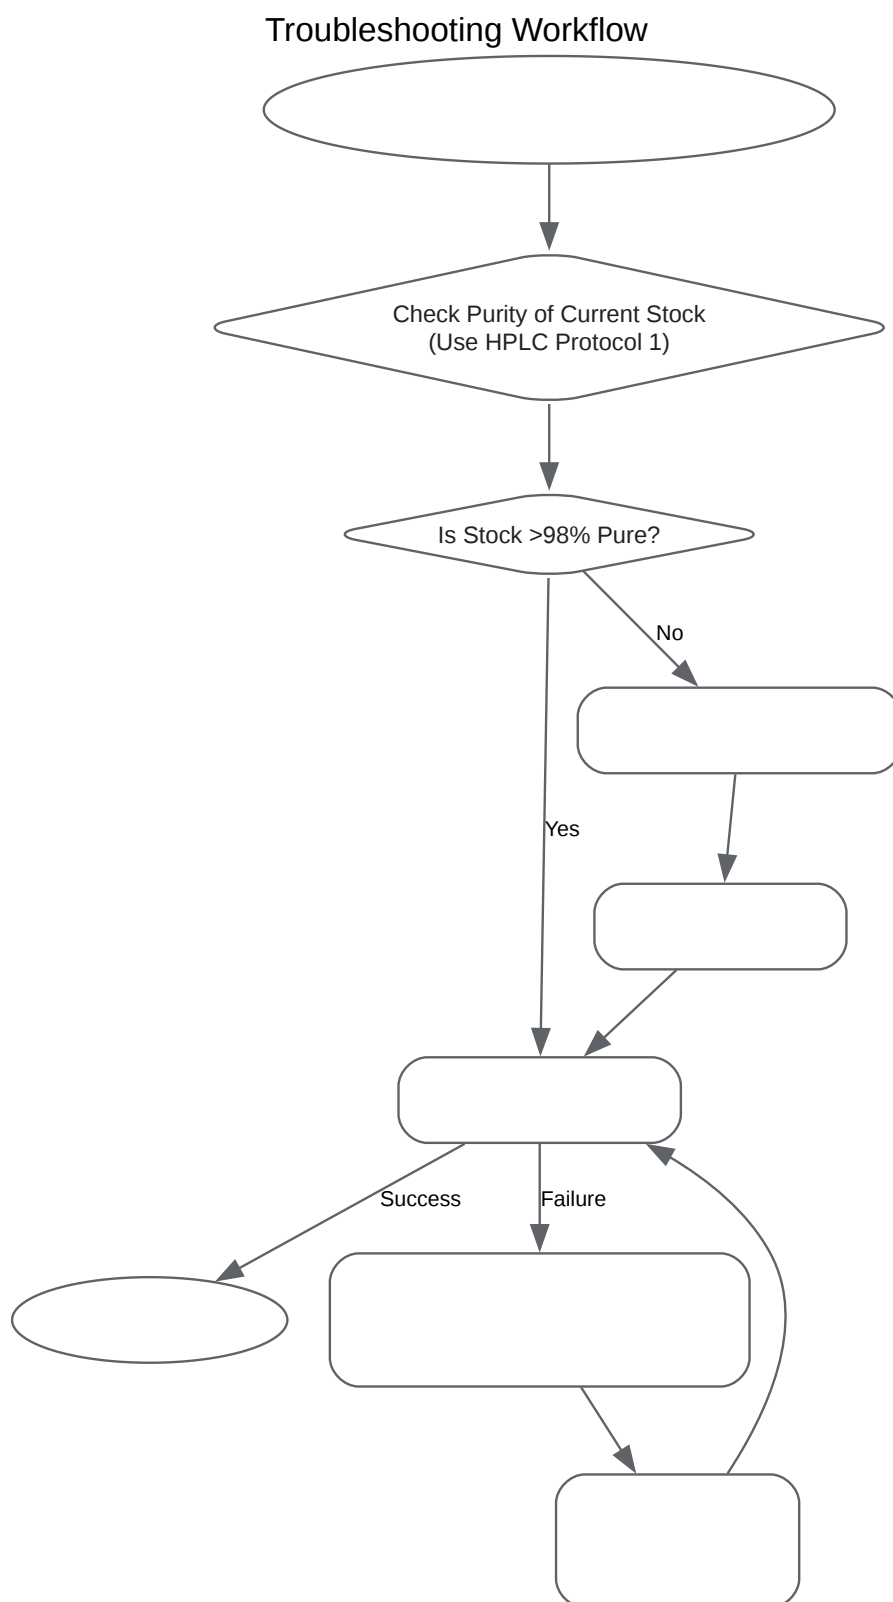 Troubleshooting Workflow
Check Purity of Current Stock
(Use HPLC Protocol 1)
Is Stock >98% Pure?
No
Yes
Success
Failure